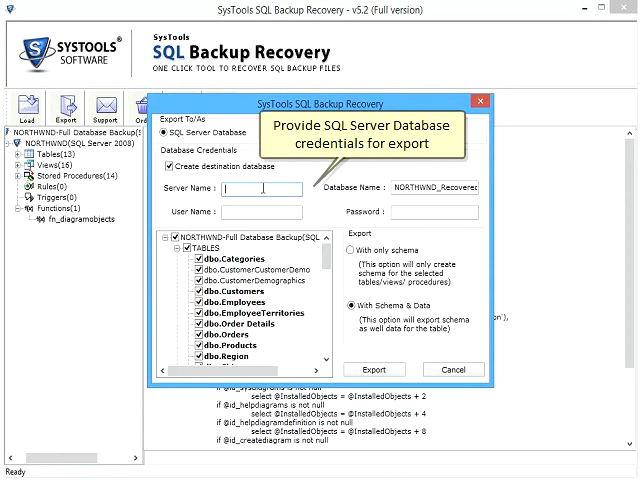 SysTools SQL Backup Recovery - v5.2 (Full version)
SYSTOOLS®
SOFTWARE
SysTools
SQL Backup Recovery
ONE CLICK TOOL TO RECOVER SQL BACKUP FILES
Load
Export
Support
NORTHWND-Full Database Backup(S
NORTHWND(SQL Server 2008)
Tables(13)
Views(16)
Stored Procedures(14)
Rules(0)
Triggers(0)
Functions(1)
fn_diagramobjects
SysTools SQL Backup Recovery
Export To/As
SQL Server Database
Provide SQL Server Database
credentials for export
Database Credentials
Create destination database
Server Name :
Database Name :
NORTHWND_Recovered
User Name :
Password :
NORTHWND-Full Database Backup(SQL
TABLES
dbo.Categories
dbo.CustomerCustomerDemo
dbo.CustomerDemographics
dbo.Customers
dbo.Employees
dbo.EmployeeTerritories
dbo.Order Details
dbo.Orders
dbo.Products
dbo.Region
Export
With only schema
(This option will only create
schema for the selected
tables/views/ procedures)
With Schema & Data
(This option will export schema
as well data for the table)
Export
Cancel
on'),
if @id_sysdiagrams is not null
select @InstalledObjects = @InstalledObjects + 2
if @id_helpdiagrams is not null
select @InstalledObjects = @InstalledObjects + 4
if @id_helpdiagramdefinition is not null
select @InstalledObjects = @InstalledObjects + 8
if @id_creatediagram is not null
Ready